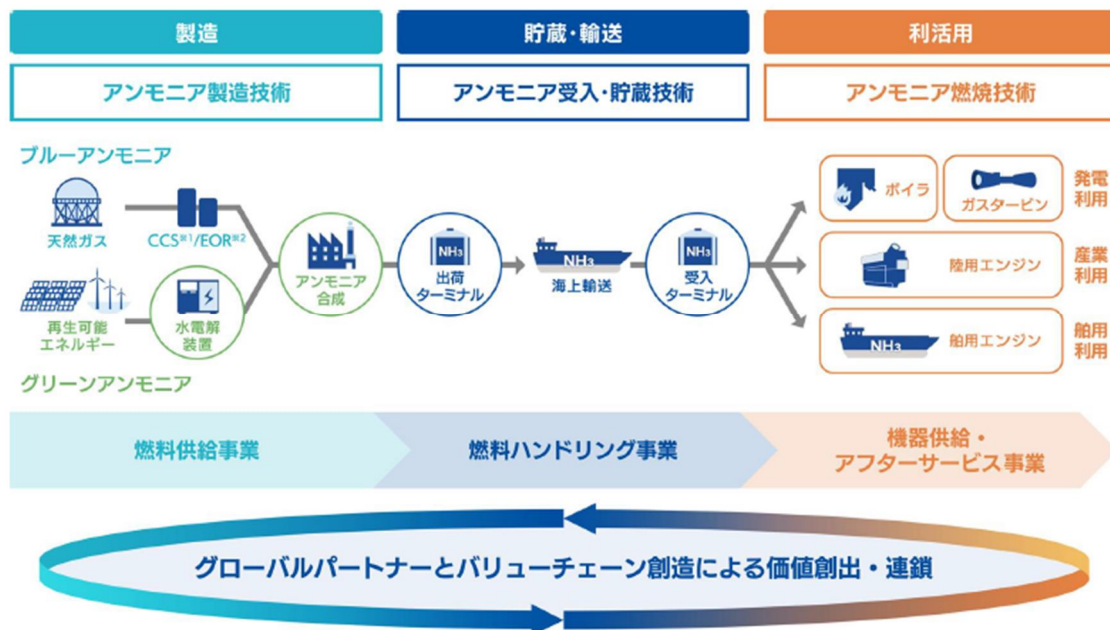 製造
貯蔵・輸送
利活用
アンモニア製造技術
アンモニア受入・貯蔵技術
アンモニア燃焼技術
ブルーアンモニア
天然ガス
CCS※1/EOR※2
再生可能
エネルギー
水電解
装置
グリーンアンモニア
アンモニア
合成
NH₃
出荷
ターミナル
NH₃
海上輸送
NH₃
受入
ターミナル
ボイラ
ガスタービン
発電
利用
陸用エンジン
産業
利用
NH₃
舶用エンジン
舶用
利用
燃料供給事業
燃料ハンドリング事業
機器供給・
アフターサービス事業
グローバルパートナーとバリューチェーン創造による価値創出・連鎖